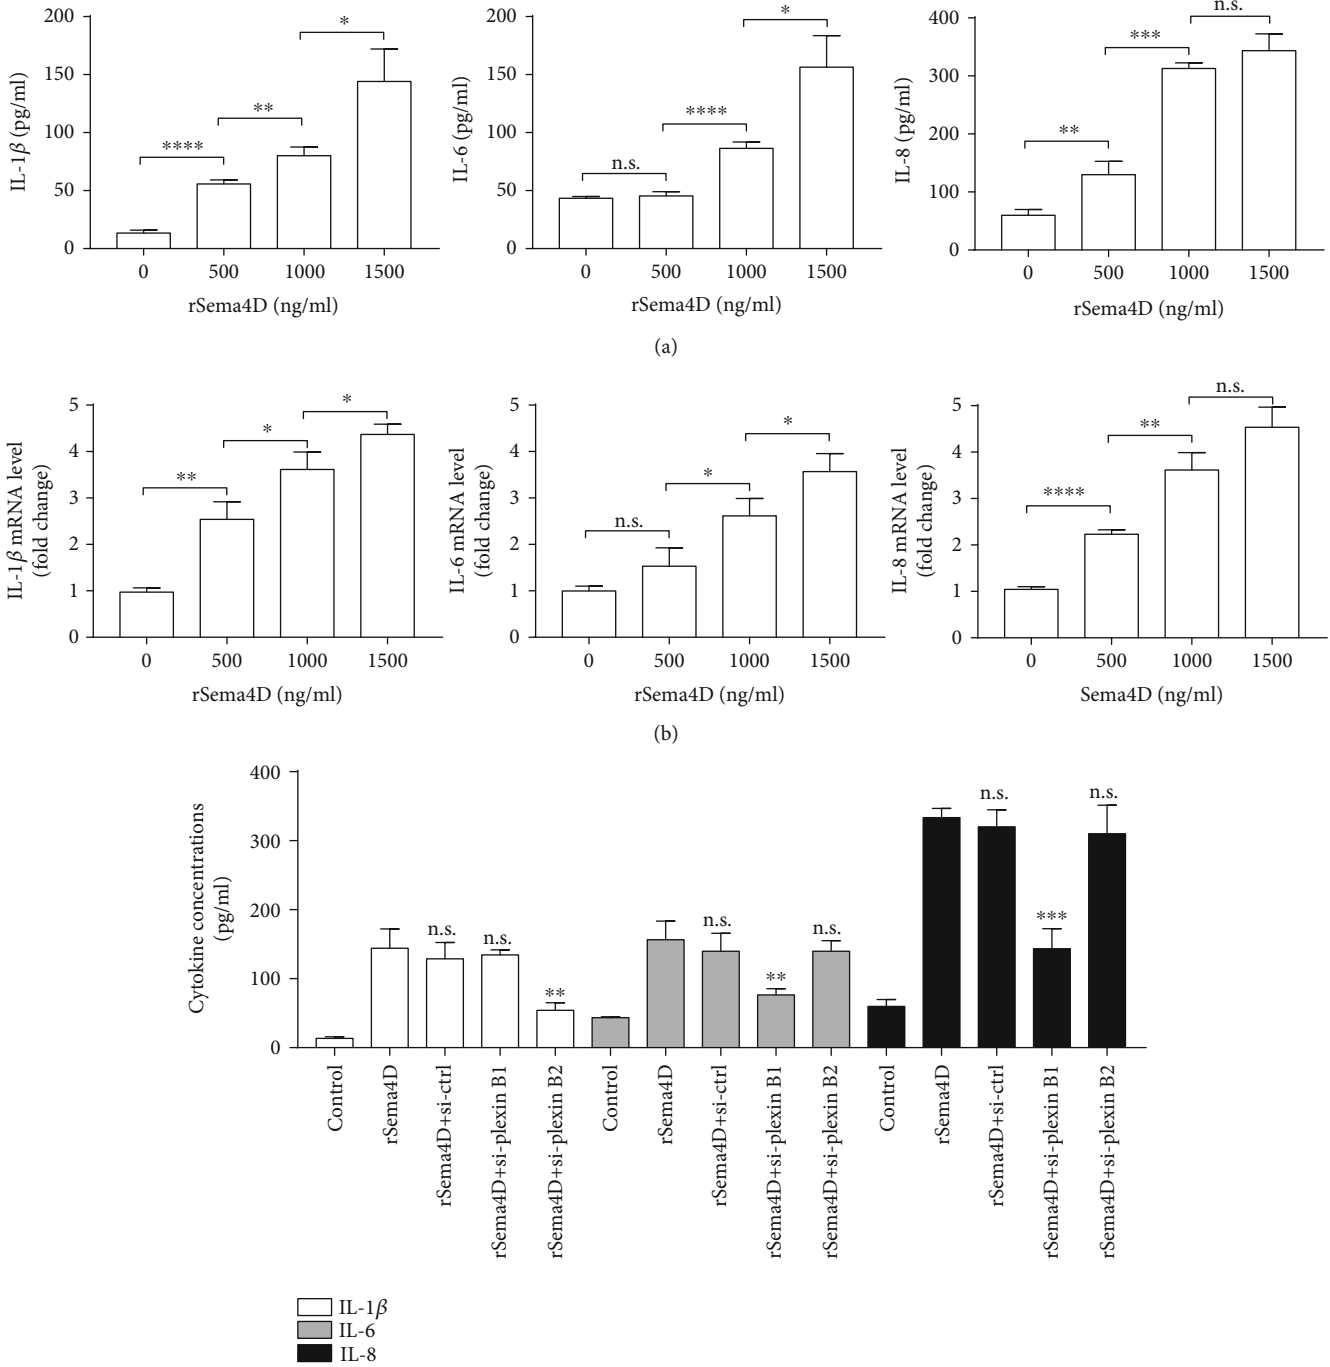 200
150
100
50
0
IL-1β (pg/ml)
****
**
*
0 500 1000 1500
rSema4D (ng/ml)
200
150
100
50
0
IL-6 (pg/ml)
n.s.
****
*
0 500 1000 1500
rSema4D (ng/ml)
400
300
200
100
0
IL-8 (pg/ml)
**
***
n.s.
0 500 1000 1500
rSema4D (ng/ml)
(a)
5
4
3
2
1
0
IL-1β mRNA level
(fold change)
**
*
*
0 500 1000 1500
rSema4D (ng/ml)
5
4
3
2
1
0
IL-6 mRNA level
(fold change)
n.s.
*
*
0 500 1000 1500
rSema4D (ng/ml)
5
4
3
2
1
0
IL-8 mRNA level
(fold change)
****
**
n.s.
0 500 1000 1500
Sema4D (ng/ml)
(b)
400
300
200
100
0
Cytokine concentrations
(pg/ml)
n.s.
n.s.
**
n.s.
**
n.s.
n.s.
***
n.s.
Control
rSema4D
rSema4D+si-ctrl
rSema4D+si-plexin B1
rSema4D+si-plexin B2
Control
rSema4D
rSema4D+si-ctrl
rSema4D+si-plexin B1
rSema4D+si-plexin B2
Control
rSema4D
rSema4D+si-ctrl
rSema4D+si-plexin B1
rSema4D+si-plexin B2
IL-1β
IL-6
IL-8